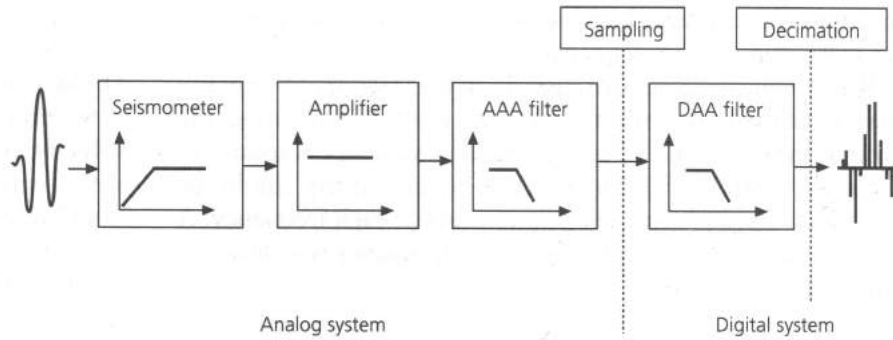 Sampling
Decimation
Seismometer
Amplifier
AAA filter
DAA filter
Analog system
Digital system